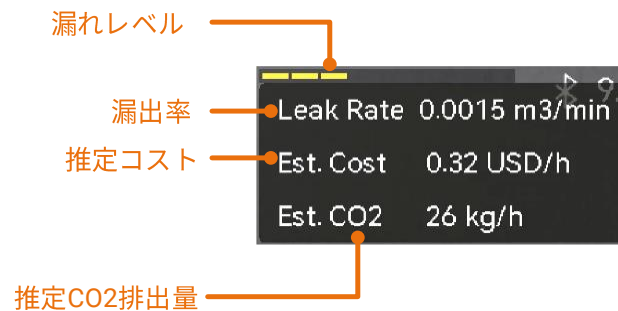 漏れレベル
漏出率
Leak Rate 0.0015 m3/min
推定コスト
Est. Cost 0.32 USD/h
Est. CO2 26 kg/h
推定CO2排出量